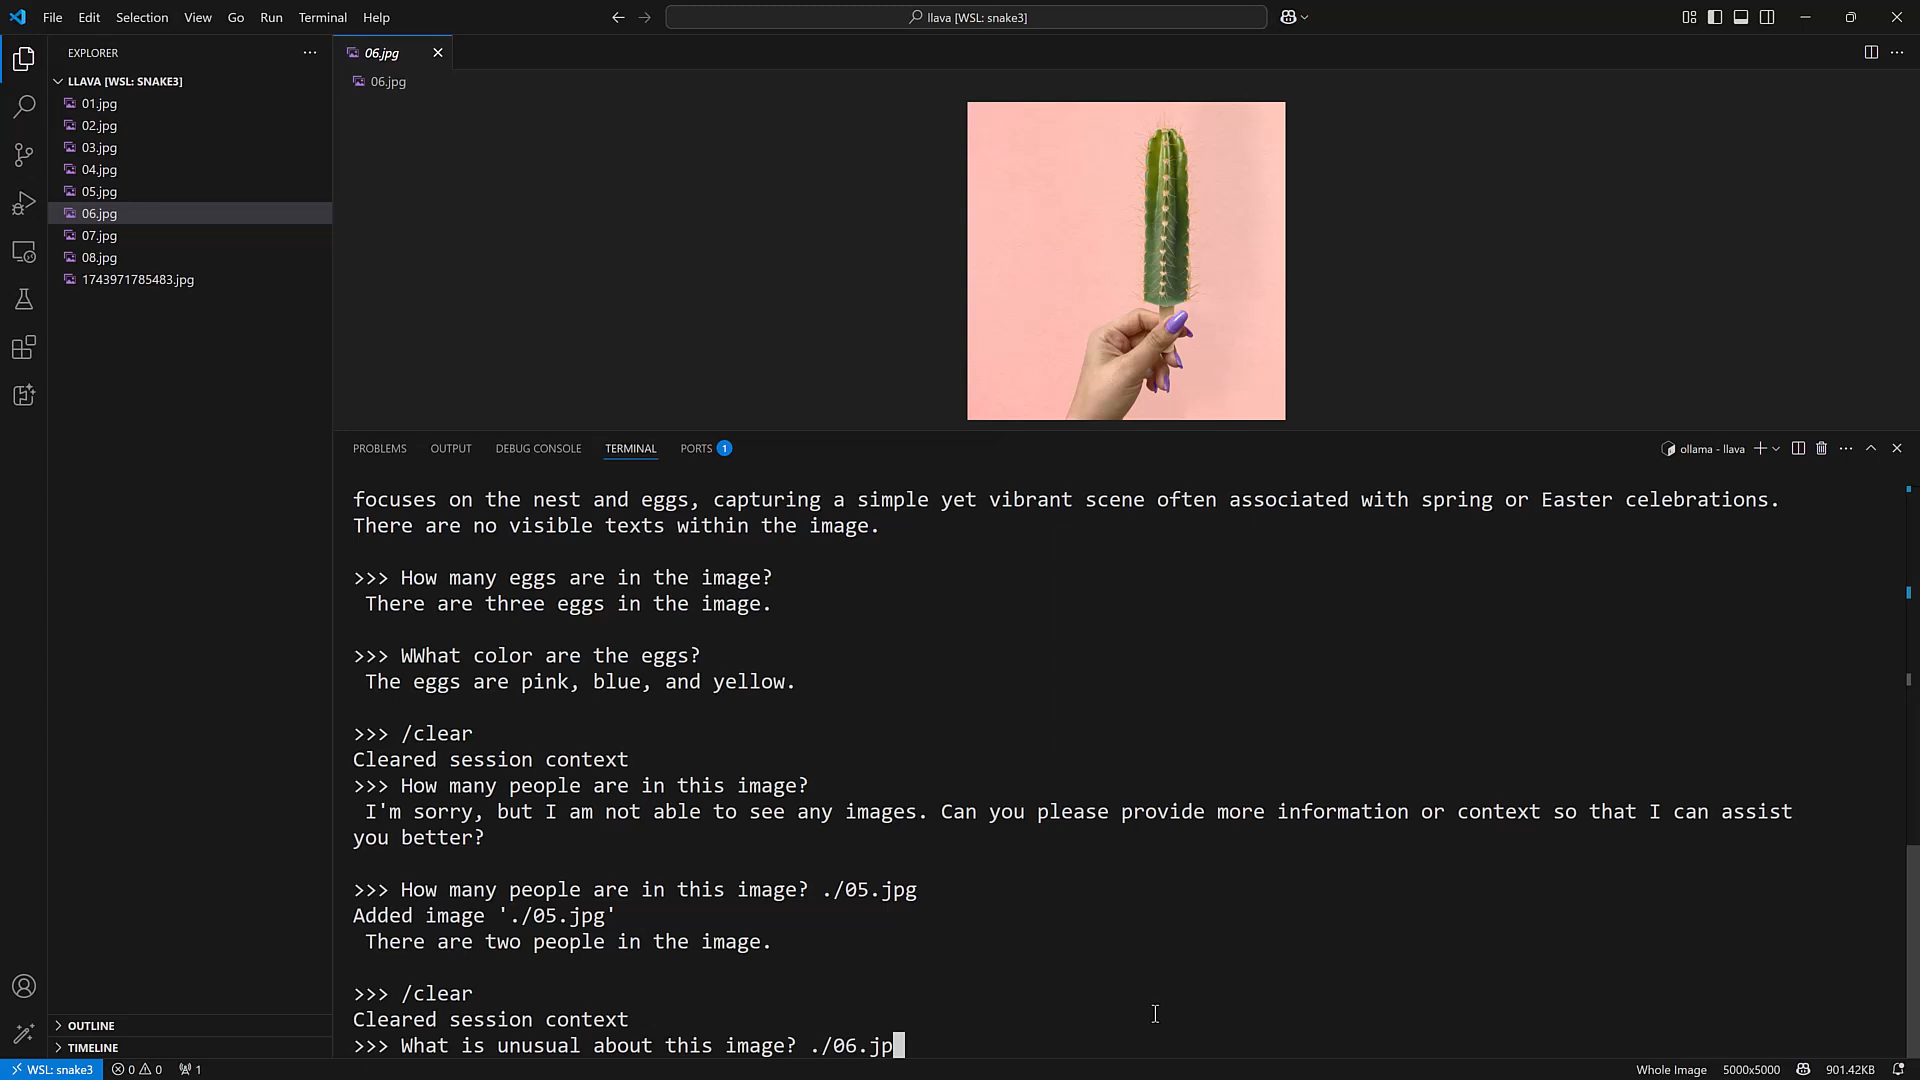 File Edit Selection View Go Run Terminal Help
llava [WSL: snake3]
EXPLORER
LLAVA [WSL: SNAKE3]
01.jpg
02.jpg
03.jpg
04.jpg
05.jpg
06.jpg
07.jpg
08.jpg
1743971785483.jpg
OUTLINE
TIMELINE
06.jpg
06.jpg
PROBLEMS OUTPUT DEBUG CONSOLE TERMINAL PORTS 1
ollama - llava
focuses on the nest and eggs, capturing a simple yet vibrant scene often associated with spring or Easter celebrations.
There are no visible texts within the image.
>>> How many eggs are in the image?
There are three eggs in the image.
>>> WWhat color are the eggs?
The eggs are pink, blue, and yellow.
>>> /clear
Cleared session context
>>> How many people are in this image?
I'm sorry, but I am not able to see any images. Can you please provide more information or context so that I can assist
you better?
>>> How many people are in this image? ./05.jpg
Added image './05.jpg'
There are two people in the image.
>>> /clear
Cleared session context
>>> What is unusual about this image? ./06.jp
WSL: snake3 0 0 1 Whole Image 5000x5000 901.42KB